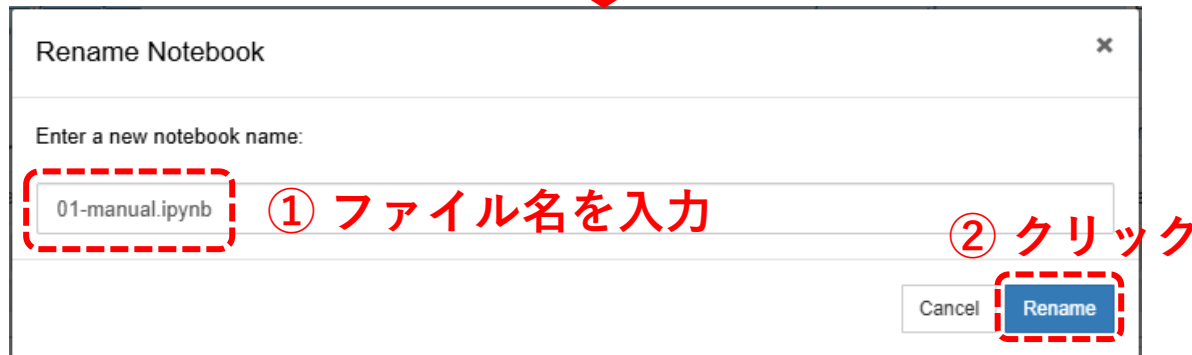 Rename Notebook
Enter a new notebook name:
01-manual.ipynb
① ファイル名を入力
② クリック
Cancel
Rename